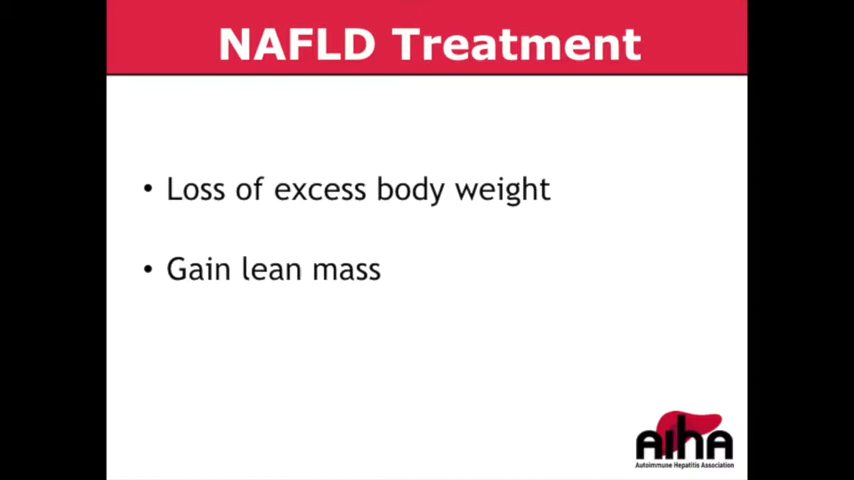 NAFLD Treatment
• Loss of excess body weight
• Gain lean mass
AIHA
Autoimmune Hepatitis Association